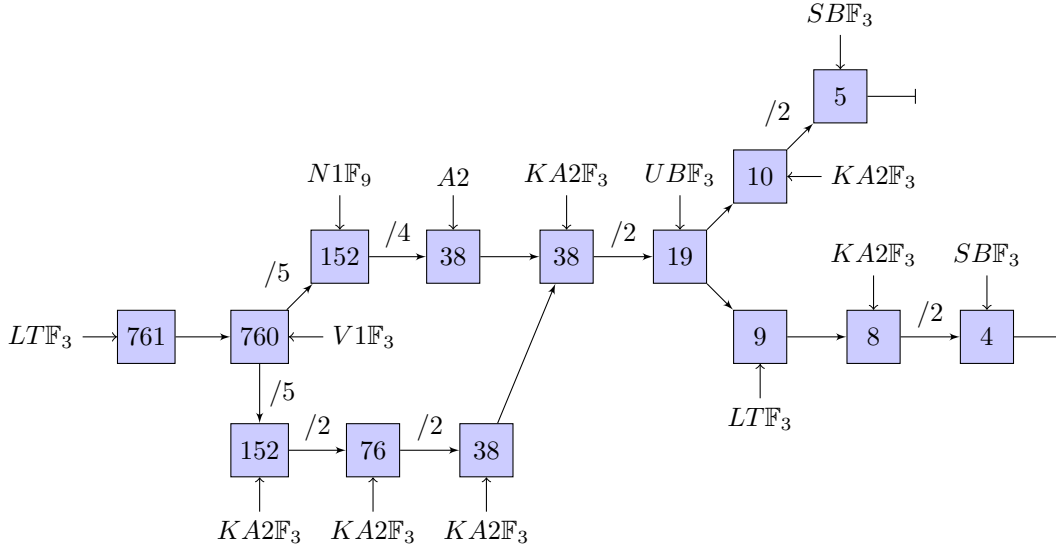 SB𝔽₃
5
/2
N1𝔽₉ A2 KA2𝔽₃ UB𝔽₃ 10 KA2𝔽₃
/4 /2
152 38 38 19
KA2𝔽₃ SB𝔽₃
/5
/2
LT𝔽₃ 761 760 V1𝔽₃ 9 8 4
/5
LT𝔽₃
/2 /2
152 76 38
KA2𝔽₃ KA2𝔽₃ KA2𝔽₃